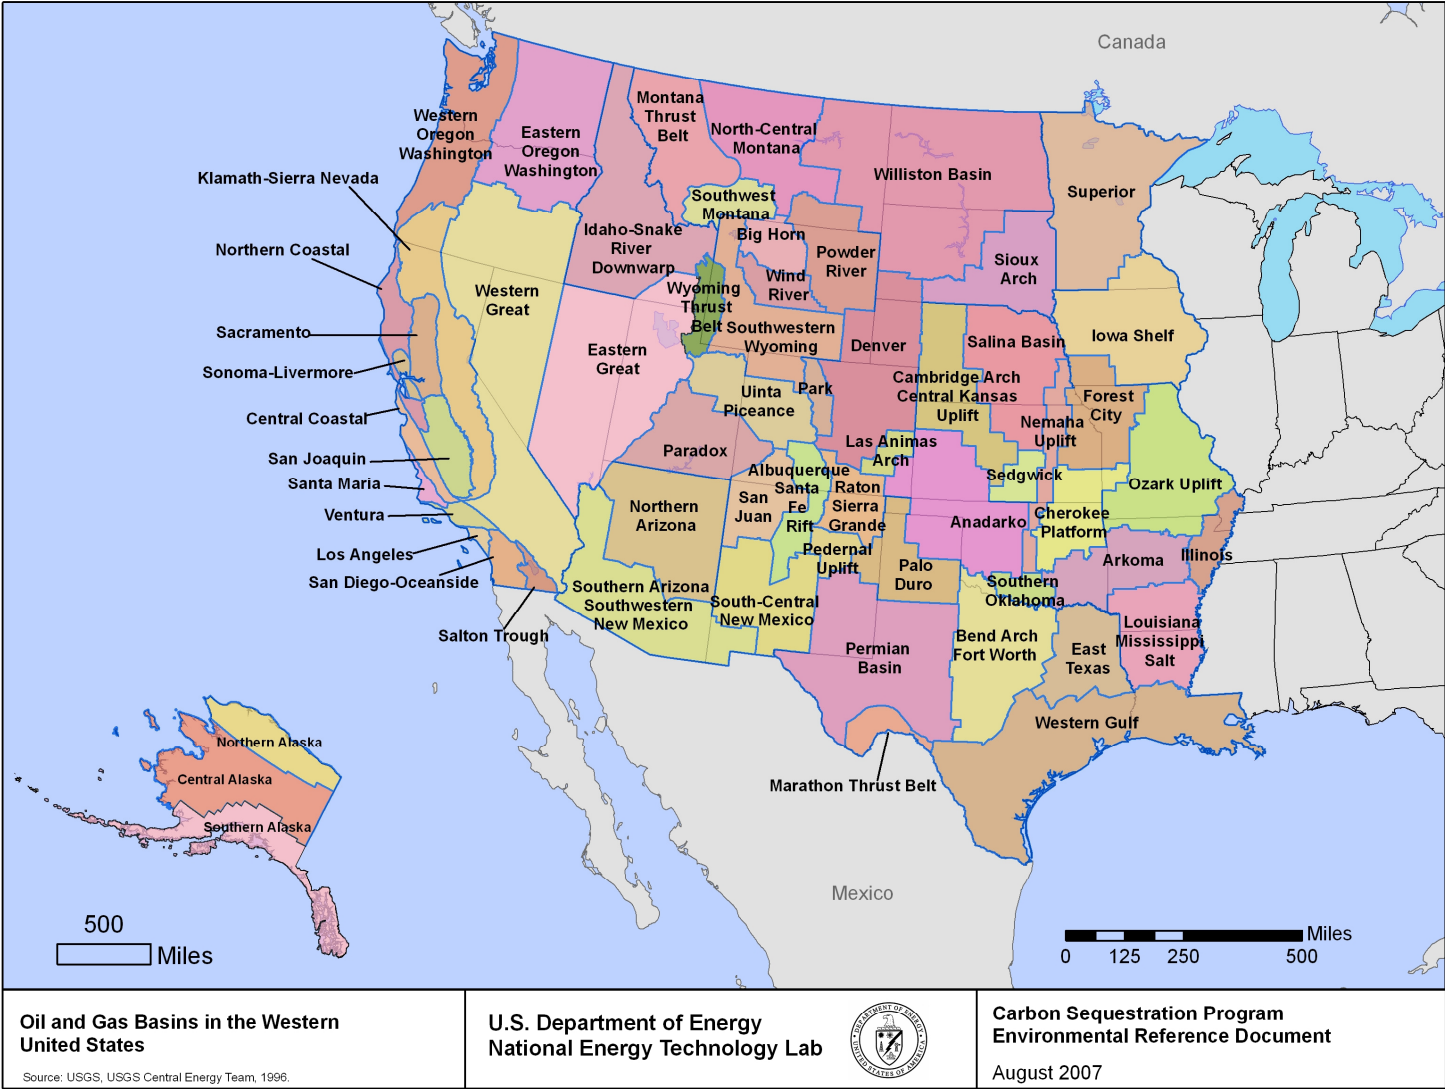 Canada
Montana
Thrust
Belt
Western
Oregon
Washington
Eastern
Oregon
Washington
North-Central
Montana
Williston Basin
Superior
Klamath-Sierra Nevada
Southwest
Montana
Northern Coastal
Idaho-Snake
River
Downwarp
Big Horn
Powder
River
Sioux
Arch
Wind
River
Western
Great
Wyoming
Thrust
Belt
Sacramento
Southwestern
Wyoming
Denver
Salina Basin
Iowa Shelf
Eastern
Great
Sonoma-Livermore
Uinta
Piceance
Park
Cambridge Arch
Central Kansas
Uplift
Forest
City
Central Coastal
Nemaha
Uplift
Paradox
Las Animas
Arch
San Joaquin
Albuquerque
Santa
Fe
Rift
Sedgwick
Ozark Uplift
Santa Maria
Northern
Arizona
San
Juan
Raton
Sierra
Grande
Ventura
Anadarko
Cherokee
Platform
Los Angeles
Pedernal
Uplift
Palo
Duro
Arkoma
Illinois
San Diego-Oceanside
Southern Arizona
Southwestern
New Mexico
South-Central
New Mexico
Southern
Oklahoma
Salton Trough
Permian
Basin
Bend Arch
Fort Worth
East
Texas
Louisiana
Mississippi
Salt
Western Gulf
Marathon Thrust Belt
Northern Alaska
Central Alaska
Southern Alaska
Mexico
500
Miles
Miles
0 125 250 500
Oil and Gas Basins in the Western
United States
Source: USGS, USGS Central Energy Team, 1996.
U.S. Department of Energy
National Energy Technology Lab
DEPARTMENT OF ENERGY
UNITED STATES OF AMERICA
Carbon Sequestration Program
Environmental Reference Document
August 2007